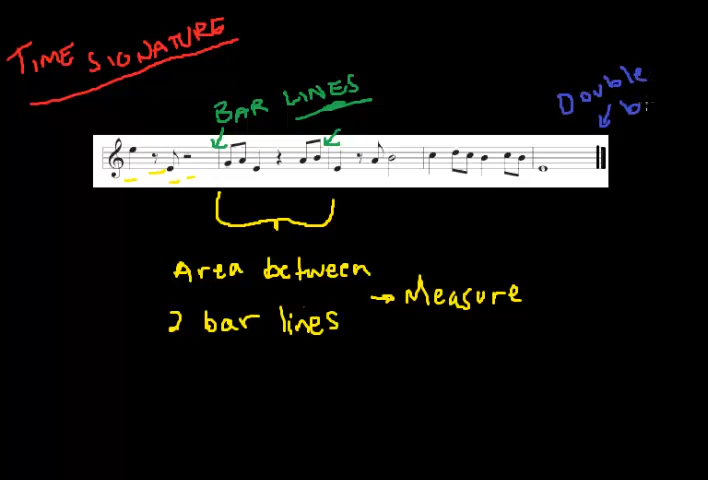 TIME SIGNATURE
BAR LINES
Double
Area between
2 bar lines
→ Measure